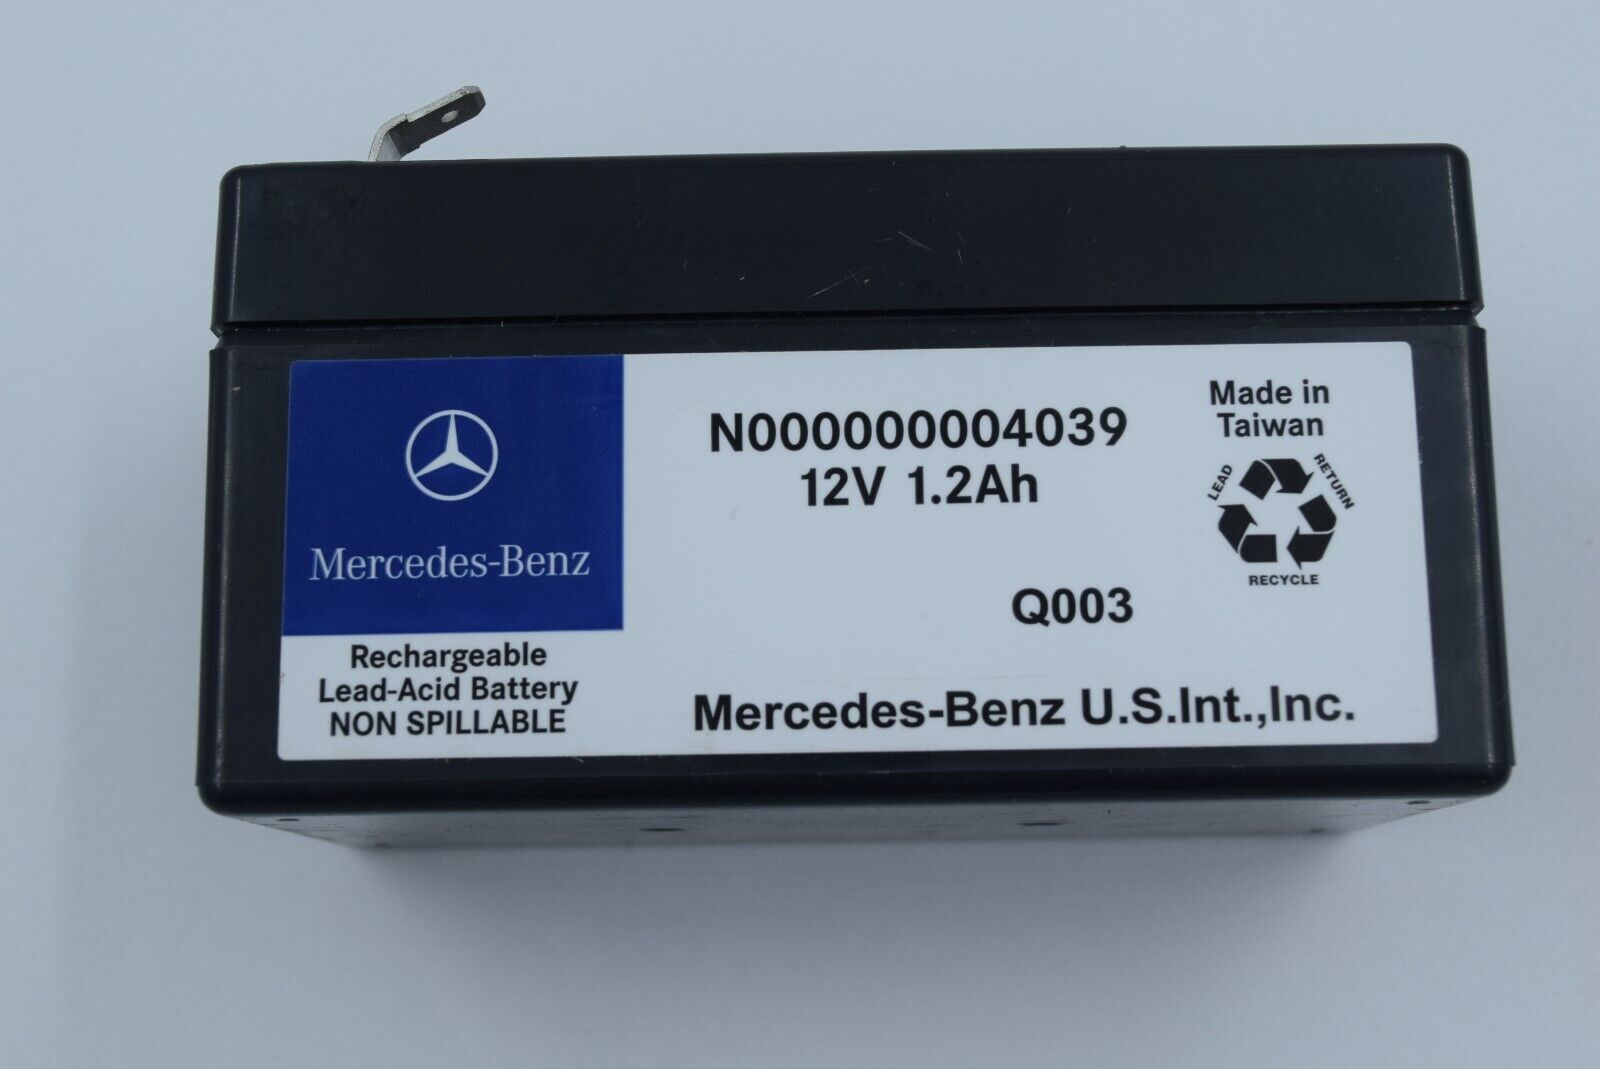 N000000004039
12V 1.2Ah
Made in
Taiwan
LEAD
RETURN
RECYCLE
Mercedes-Benz
Q003
Rechargeable
Lead-Acid Battery
NON SPILLABLE
Mercedes-Benz U.S.Int.,Inc.